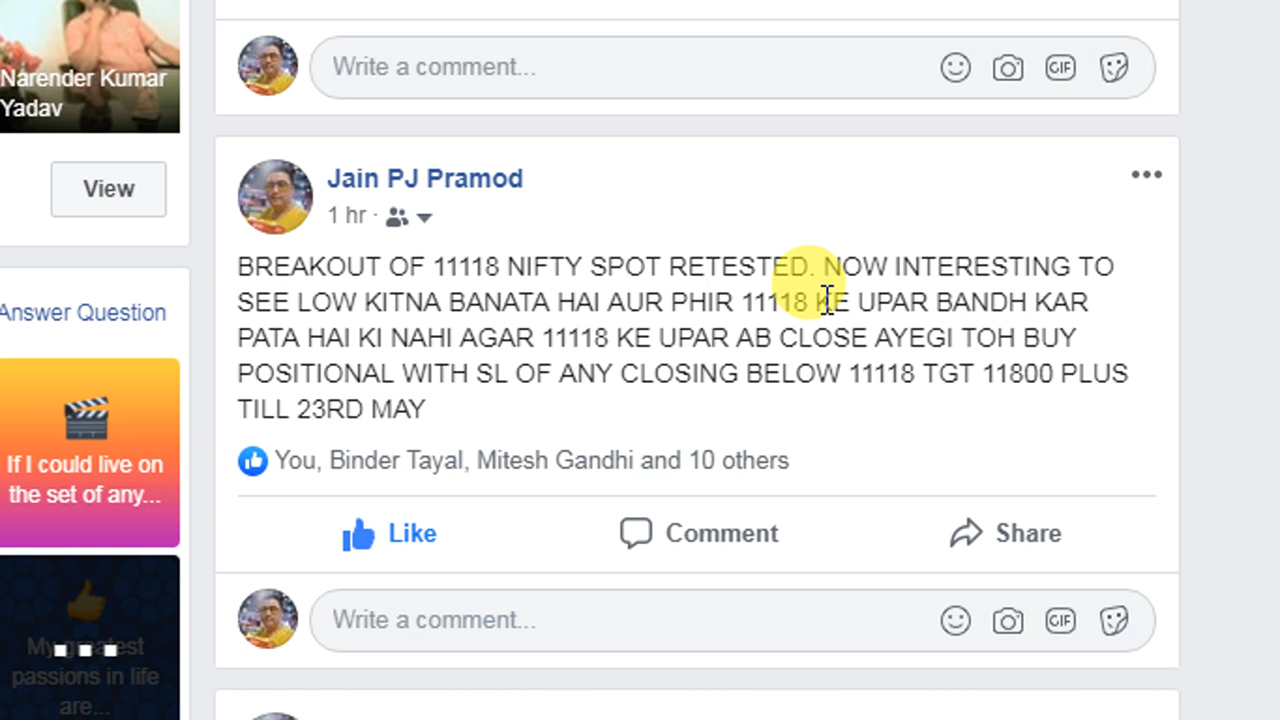 Narender Kumar
Yadav
View
Answer Question
If I could live on
the set of any...
My greatest
passions in life
are...
Write a comment...
GIF
Jain PJ Pramod
1 hr ·
BREAKOUT OF 11118 NIFTY SPOT RETESTED. NOW INTERESTING TO
SEE LOW KITNA BANATA HAI AUR PHIR 11118 KE UPAR BANDH KAR
PATA HAI KI NAHI AGAR 11118 KE UPAR AB CLOSE AYEGI TOH BUY
POSITIONAL WITH SL OF ANY CLOSING BELOW 11118 TGT 11800 PLUS
TILL 23RD MAY
You, Binder Tayal, Mitesh Gandhi and 10 others
Like Comment Share
Write a comment...
GIF